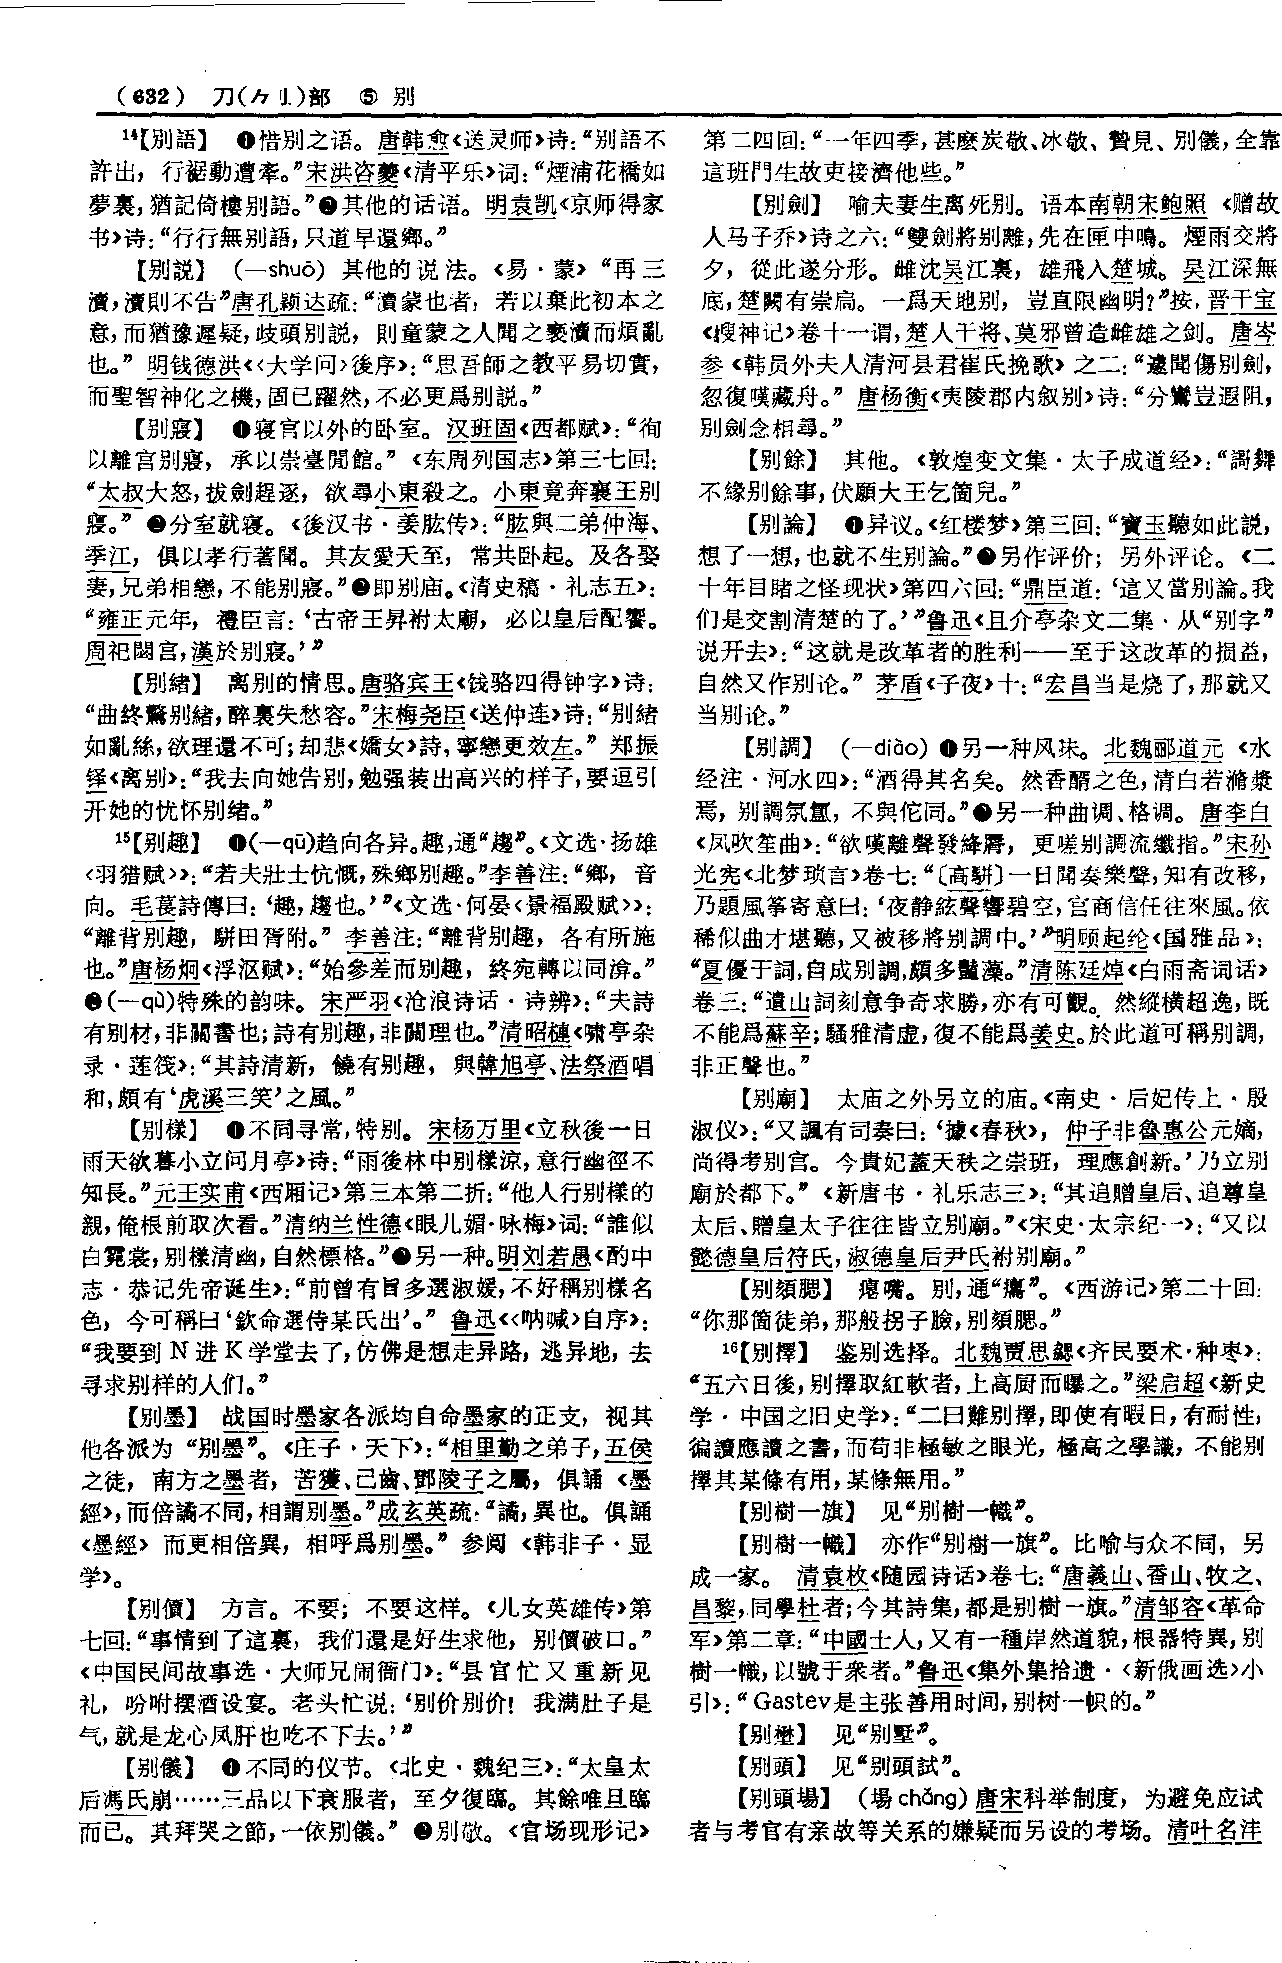 （632） 刀(⺈刂)部 ⑤ 别
14【别語】 ❶惜别之语。唐韩愈《送灵师》诗：“别語不
許出，行裾動遭牽。”宋洪咨夔《清平乐》词：“煙浦花橋如
夢裏，猶記倚樓别語。”❷其他的话语。明袁凯《京师得家
书》诗：“行行無别語，只道早還鄉。”
【别説】 （—shuō）其他的说法。《易·蒙》“再三
瀆，瀆則不告”唐孔颖达疏：“瀆蒙也者，若以棄此初本之
意，而猶豫遲疑，歧頭别説，則童蒙之人聞之褻瀆而煩亂
也。”明钱德洪《〈大学问〉後序》：“思吾師之教平易切實，
而聖智神化之機，固已躍然，不必更爲别説。”
【别寢】 ❶寝宫以外的卧室。汉班固《西都赋》：“徇
以離宫别寢，承以崇臺閒館。”《东周列国志》第三七回：
“太叔大怒，拔劍趕逐，欲尋小東殺之。小東竟奔襄王别
寢。”❷分室就寝。《後汉书·姜肱传》：“肱與二弟仲海、
季江，俱以孝行著聞。其友愛天至，常共卧起。及各娶
妻，兄弟相戀，不能别寢。”❸即别庙。《清史稿·礼志五》：
“雍正元年，禮臣言：‘古帝王昇祔太廟，必以皇后配饗。
周祀閟宫，漢於别寢。’”
【别緒】 离别的情思。唐骆宾王《饯骆四得钟字》诗：
“曲終驚别緒，醉裏失愁容。”宋梅尧臣《送仲连》诗：“别緒
如亂絲，欲理還不可；却悲《嬌女》詩，寧戀更效左。”郑振
铎《离别》：“我去向她告别，勉强装出高兴的样子，要逗引
开她的忧怀别绪。”
15【别趣】 ❶(—qū)趋向各异。趣，通“趨”。《文选·扬雄
〈羽猎赋〉》：“若夫壯士忼慨，殊鄉别趣。”李善注：“鄉，音
向。毛萇詩傳曰：‘趣，趨也。’”《文选·何晏〈景福殿赋〉》：
“離背别趣，駢田胥附。”李善注：“離背别趣，各有所施
也。”唐杨炯《浮沤赋》：“始參差而别趣，終宛轉以同渰。”
❷(—qù)特殊的韵味。宋严羽《沧浪诗话·诗辨》：“夫詩
有别材，非關書也；詩有别趣，非關理也。”清昭槤《啸亭杂
录·莲筏》：“其詩清新，饒有别趣，與韓旭亭、法祭酒唱
和，頗有‘虎溪三笑’之風。”
【别樣】 ❶不同寻常，特别。宋杨万里《立秋後一日
雨天欲暮小立问月亭》诗：“雨後林中别樣凉，意行幽徑不
知長。”元王实甫《西厢记》第三本第二折：“他人行别樣的
親，俺根前取次看。”清纳兰性德《眼儿媚·咏梅》词：“誰似
白霓裳，别樣清幽，自然標格。”❷另一种。明刘若愚《酌中
志·恭记先帝诞生》：“前曾有旨多選淑媛，不好稱别樣名
色，今可稱曰‘欽命選侍某氏出’。”鲁迅《〈呐喊〉自序》：
“我要到N进K学堂去了，仿佛是想走异路，逃异地，去
寻求别样的人们。”
【别墨】 战国时墨家各派均自命墨家的正支，视其
他各派为“别墨”。《庄子·天下》：“相里勤之弟子，五侯
之徒，南方之墨者，苦獲、己齒、鄧陵子之屬，俱誦《墨
經》，而倍譎不同，相謂别墨。”成玄英疏：“譎，異也。俱誦
《墨經》而更相倍異，相呼爲别墨。”参阅《韩非子·显
学》。
【别價】 方言。不要；不要这样。《儿女英雄传》第
七回：“事情到了這裏，我们還是好生求他，别價破口。”
《中国民间故事选·大师兄闹衙门》：“县官忙又重新见
礼，吩咐摆酒设宴。老头忙说：‘别价别价！我满肚子是
气，就是龙心凤肝也吃不下去。’”
【别儀】 ❶不同的仪节。《北史·魏纪三》：“太皇太
后馮氏崩……三品以下衰服者，至夕復臨。其餘唯旦臨
而已。其拜哭之節，一依别儀。”❷别敬。《官场现形记》
第二四回：“一年四季，甚麽炭敬、冰敬、贄見、别儀，全靠
這班門生故吏接濟他些。”
【别劍】 喻夫妻生离死别。语本南朝宋鲍照《赠故
人马子乔》诗之六：“雙劍將别離，先在匣中鳴。煙雨交將
夕，從此遂分形。雌沈吴江裏，雄飛入楚城。吴江深無
底，楚闕有崇扃。一爲天地别，豈直限幽明？”按，晋干宝
《搜神记》卷十一谓，楚人干将、莫邪曾造雌雄之剑。唐岑
参《韩员外夫人清河县君崔氏挽歌》之二：“遽聞傷别劍，
忽復嘆藏舟。”唐杨衡《夷陵郡内叙别》诗：“分鸞豈遐阻，
别劍念相尋。”
【别餘】 其他。《敦煌变文集·太子成道经》：“謌舞
不緣别餘事，伏願大王乞箇兒。”
【别論】 ❶异议。《红楼梦》第三回：“寶玉聽如此説，
想了一想，也就不生别論。”❷另作评价；另外评论。《二
十年目睹之怪现状》第四六回：“鼎臣道：‘這又當别論。我
们是交割清楚的了。’”鲁迅《且介亭杂文二集·从“别字”
说开去》：“这就是改革者的胜利——至于这改革的损益，
自然又作别论。”茅盾《子夜》十：“宏昌当是烧了，那就又
当别论。”
【别調】 （—diào）❶另一种风味。北魏郦道元《水
经注·河水四》：“酒得其名矣。然香醑之色，清白若滫漿
焉，别調氛氳，不與佗同。”❷另一种曲调、格调。唐李白
《凤吹笙曲》：“欲嘆離聲發絳脣，更嗟别調流纖指。”宋孙
光宪《北梦琐言》卷七：“〔高駢〕一日聞奏樂聲，知有改移，
乃題風筝寄意曰：‘夜静絃聲響碧空，宫商信任往來風。依
稀似曲才堪聽，又被移將别調中。’”明顾起纶《国雅品》：
“夏優于詞，自成别調，頗多豔藻。”清陈廷焯《白雨斋词话》
卷三：“遺山詞刻意争奇求勝，亦有可觀。然縱横超逸，既
不能爲蘇辛；騷雅清虚，復不能爲姜史。於此道可稱别調，
非正聲也。”
【别廟】 太庙之外另立的庙。《南史·后妃传上·殷
淑仪》：“又諷有司奏曰：‘據《春秋》，仲子非魯惠公元嫡，
尚得考别宫。今貴妃蓋天秩之崇班，理應創新。’乃立别
廟於都下。”《新唐书·礼乐志三》：“其追贈皇后、追尊皇
太后、贈皇太子往往皆立别廟。”《宋史·太宗纪一》：“又以
懿德皇后符氏，淑德皇后尹氏祔别廟。”
【别頦腮】 瘪嘴。别，通“癟”。《西游记》第二十回：
“你那箇徒弟，那般拐子臉，别頦腮。”
16【别擇】 鉴别选择。北魏贾思勰《齐民要术·种枣》：
“五六日後，别擇取紅軟者，上高厨而曝之。”梁启超《新史
学·中国之旧史学》：“二曰難别擇，即使有暇日，有耐性，
徧讀應讀之書，而苟非極敏之眼光，極高之學識，不能别
擇其某條有用，某條無用。”
【别樹一旗】 见“别樹一幟”。
【别樹一幟】 亦作“别樹一旗”。比喻与众不同，另
成一家。清袁枚《随园诗话》卷七：“唐義山、香山、牧之、
昌黎，同學杜者；今其詩集，都是别樹一旗。”清邹容《革命
军》第二章：“中國士人，又有一種岸然道貌，根器特異，别
樹一幟，以號于衆者。”鲁迅《集外集拾遗·〈新俄画选〉小
引》：“Gastev是主张善用时间，别树一帜的。”
【别壄】 见“别墅”。
【别頭】 见“别頭試”。
【别頭場】 （場chǎng）唐宋科举制度，为避免应试
者与考官有亲故等关系的嫌疑而另设的考场。清叶名沣